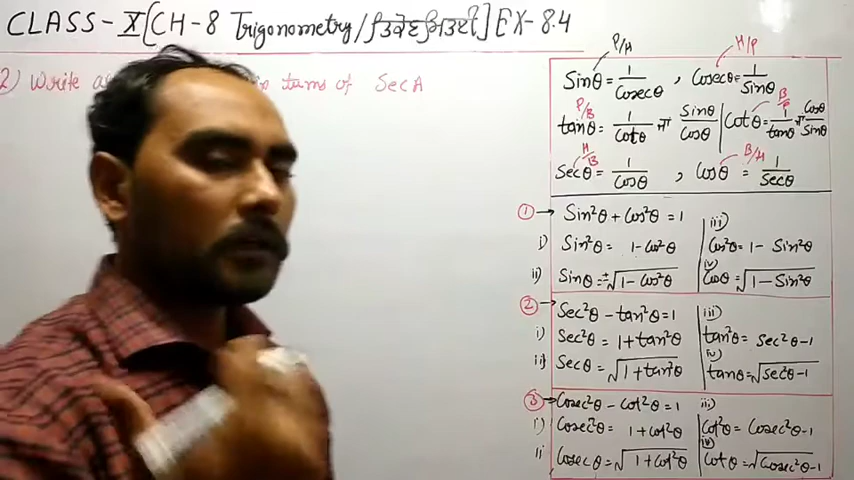 CLASS - X [CH - 8 Trigonometry / ਤਿਕੋਣਮਿਤੀ] EX - 8.4
2) Write in terms of Sec A
P/H H/P
Sinθ = 1/Cosecθ , Cosecθ = 1/Sinθ
P/B B/P
tanθ = 1/Cotθ ਜਾਂ Sinθ/Cosθ | Cotθ = 1/tanθ ਜਾਂ Cosθ/Sinθ
H/B B/H
Secθ = 1/Cosθ , Cosθ = 1/Secθ
① → Sin²θ + Cos²θ = 1
i) Sin²θ = 1 - Cos²θ
ii) Sinθ = ±√1 - Cos²θ
iii) Cos²θ = 1 - Sin²θ
iv) Cosθ = √1 - Sin²θ
② → Sec²θ - tan²θ = 1
i) Sec²θ = 1 + tan²θ
ii) Secθ = √1 + tan²θ
iii) tan²θ = Sec²θ - 1
iv) tanθ = √Sec²θ - 1
③ → Cosec²θ - Cot²θ = 1
i) Cosec²θ = 1 + Cot²θ
ii Cosecθ = √1 + Cot²θ
iii) Cot²θ = Cosec²θ - 1
iv) Cotθ = √Cosec²θ - 1